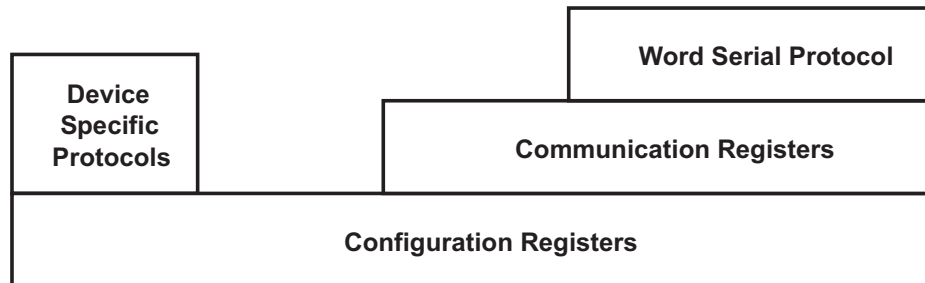 Word Serial Protocol
Device
Specific
Protocols
Communication Registers
Configuration Registers